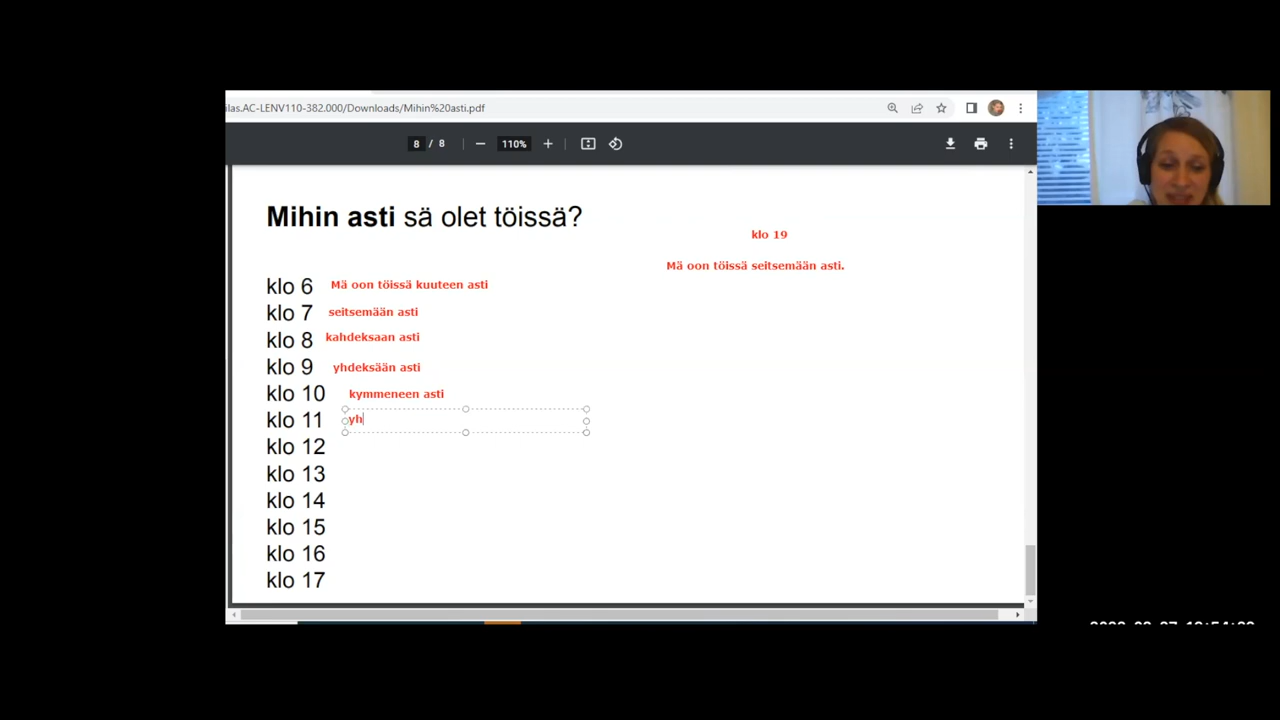 ilas.AC-LENV110-382.000/Downloads/Mihin%20asti.pdf
8 / 8 110%
Mihin asti sä olet töissä?
klo 19
Mä oon töissä seitsemään asti.
klo 6 Mä oon töissä kuuteen asti
klo 7 seitsemään asti
klo 8 kahdeksaan asti
klo 9 yhdeksään asti
klo 10 kymmeneen asti
klo 11 yh
klo 12
klo 13
klo 14
klo 15
klo 16
klo 17